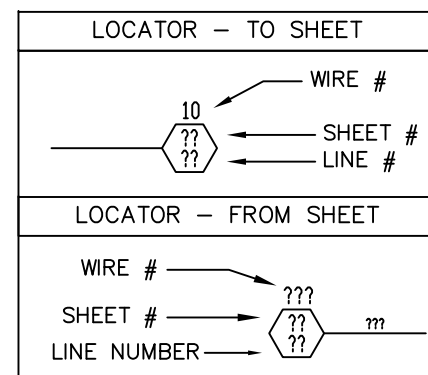 LOCATOR – TO SHEET
WIRE #
10
??
SHEET #
??
LINE #
LOCATOR – FROM SHEET
WIRE #
???
SHEET #
??
???
??
LINE NUMBER